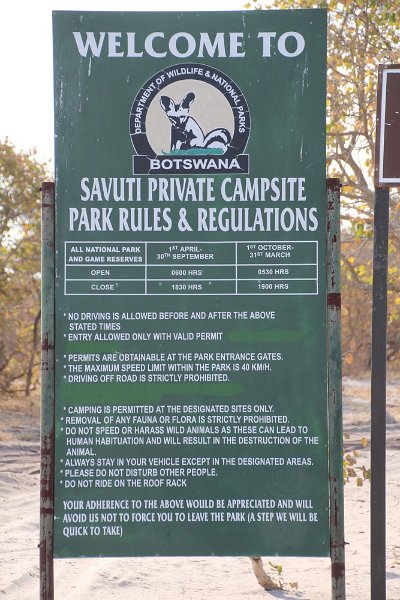 WELCOME TO
DEPARTMENT OF WILDLIFE & NATIONAL PARKS
BOTSWANA
SAVUTI PRIVATE CAMPSITE
PARK RULES & REGULATIONS
ALL NATIONAL PARK AND GAME RESERVES 1ST APRIL- 30TH SEPTEMBER 1ST OCTOBER- 31ST MARCH
OPEN 0600 HRS 0530 HRS
CLOSE 1830 HRS 1900 HRS
* NO DRIVING IS ALLOWED BEFORE AND AFTER THE ABOVE
STATED TIMES
* ENTRY ALLOWED ONLY WITH VALID PERMIT
* PERMITS ARE OBTAINABLE AT THE PARK ENTRANCE GATES.
* THE MAXIMUM SPEED LIMIT WITHIN THE PARK IS 40 KM/H.
* DRIVING OFF ROAD IS STRICTLY PROHIBITED.
* CAMPING IS PERMITTED AT THE DESIGNATED SITES ONLY.
* REMOVAL OF ANY FAUNA OR FLORA IS STRICTLY PROHIBITED.
* DO NOT SPEED OR HARASS WILD ANIMALS AS THESE CAN LEAD TO
HUMAN HABITUATION AND WILL RESULT IN THE DESTRUCTION OF THE
ANIMAL.
* ALWAYS STAY IN YOUR VEHICLE EXCEPT IN THE DESIGNATED AREAS.
* PLEASE DO NOT DISTURB OTHER PEOPLE.
* DO NOT RIDE ON THE ROOF RACK
YOUR ADHERENCE TO THE ABOVE WOULD BE APPRECIATED AND WILL
AVOID US NOT TO FORCE YOU TO LEAVE THE PARK (A STEP WE WILL BE
QUICK TO TAKE)